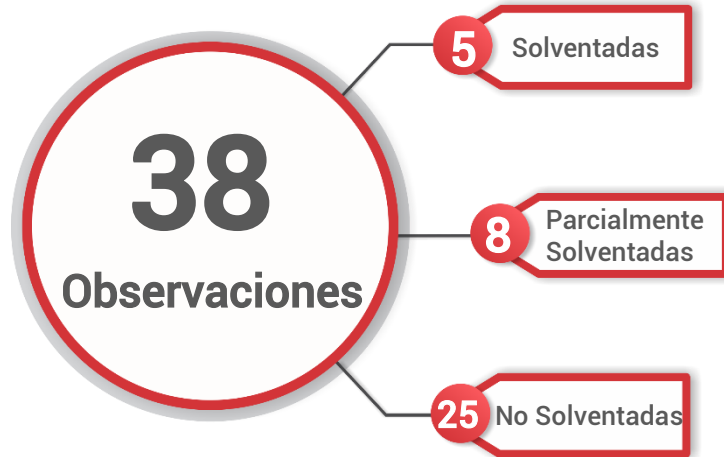 38
Observaciones
5
Solventadas
8
Parcialmente
Solventadas
25
No Solventadas